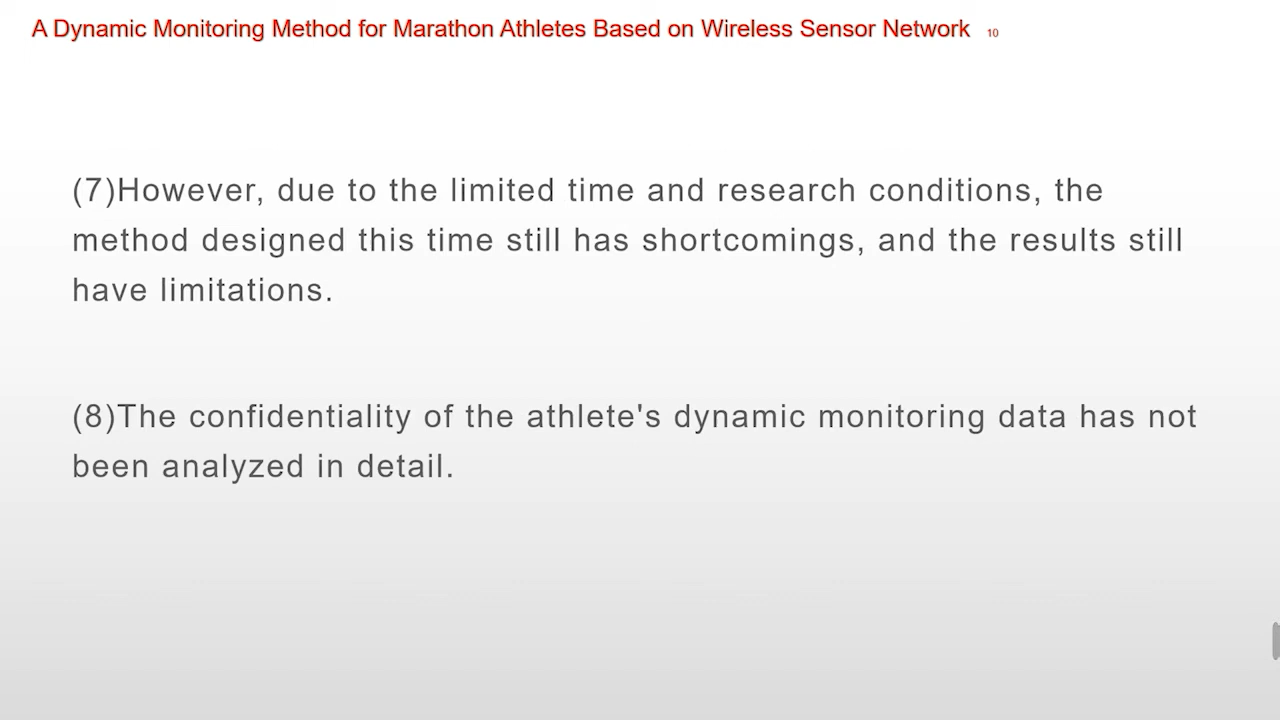 A Dynamic Monitoring Method for Marathon Athletes Based on Wireless Sensor Network 10
(7)However, due to the limited time and research conditions, the
method designed this time still has shortcomings, and the results still
have limitations.
(8)The confidentiality of the athlete's dynamic monitoring data has not
been analyzed in detail.